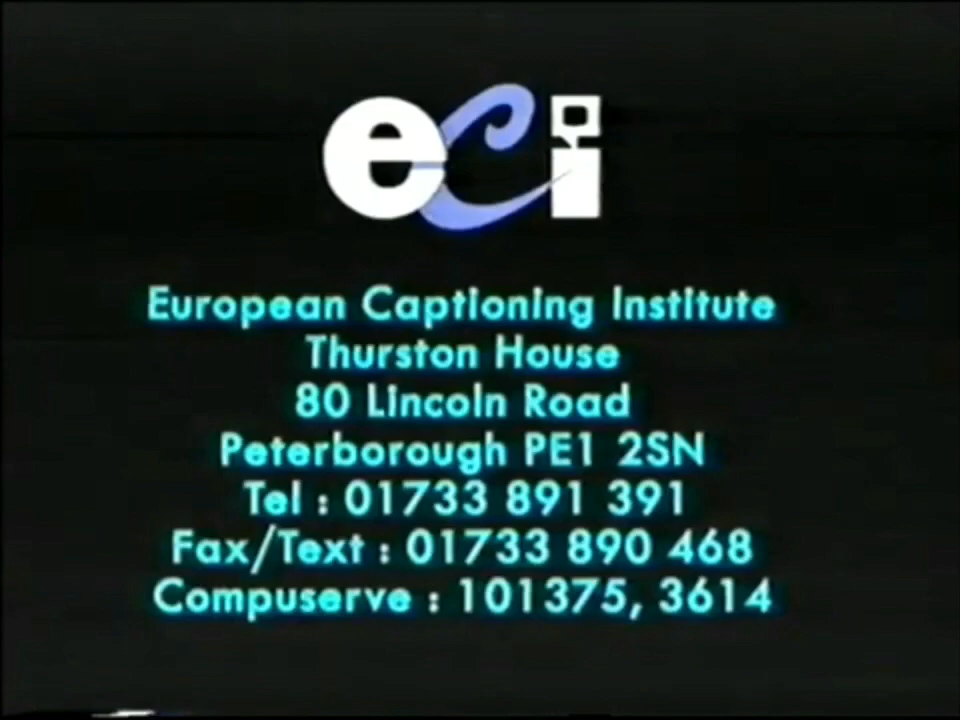 eci
European Captioning Institute
Thurston House
80 Lincoln Road
Peterborough PE1 2SN
Tel : 01733 891 391
Fax/Text : 01733 890 468
Compuserve : 101375, 3614